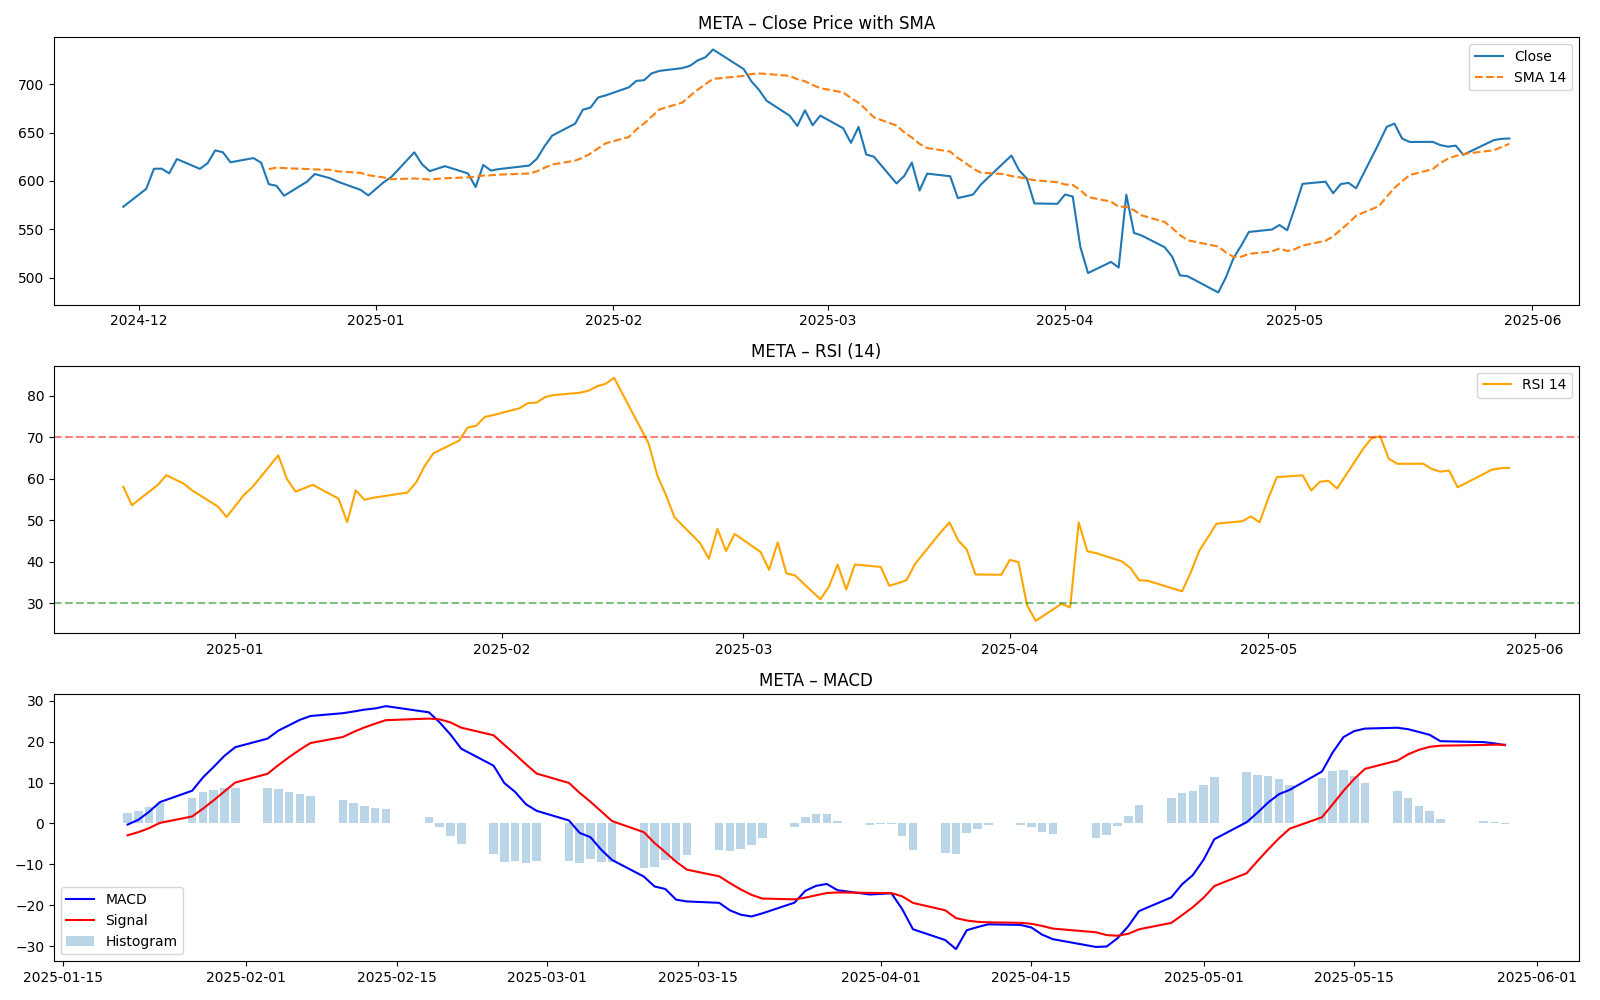 META – Close Price with SMA
700
650
600
550
500
Close
SMA 14
2024-12 2025-01 2025-02 2025-03 2025-04 2025-05 2025-06
META – RSI (14)
80
70
60
50
40
30
RSI 14
2025-01 2025-02 2025-03 2025-04 2025-05 2025-06
META – MACD
30
20
10
0
−10
−20
−30
MACD
Signal
Histogram
2025-01-15 2025-02-01 2025-02-15 2025-03-01 2025-03-15 2025-04-01 2025-04-15 2025-05-01 2025-05-15 2025-06-01